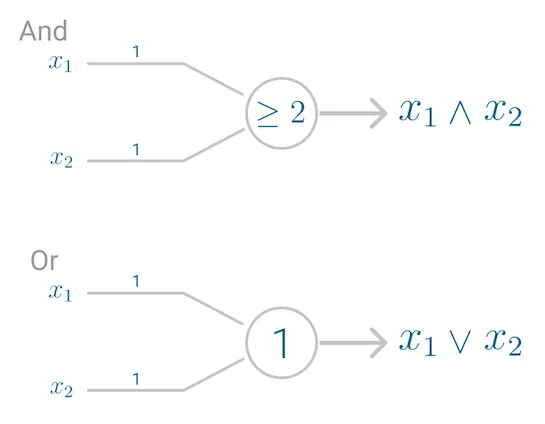 And
x₁ 1
≥ 2 x₁ ∧ x₂
x₂ 1
Or
x₁ 1
1 x₁ ∨ x₂
x₂ 1